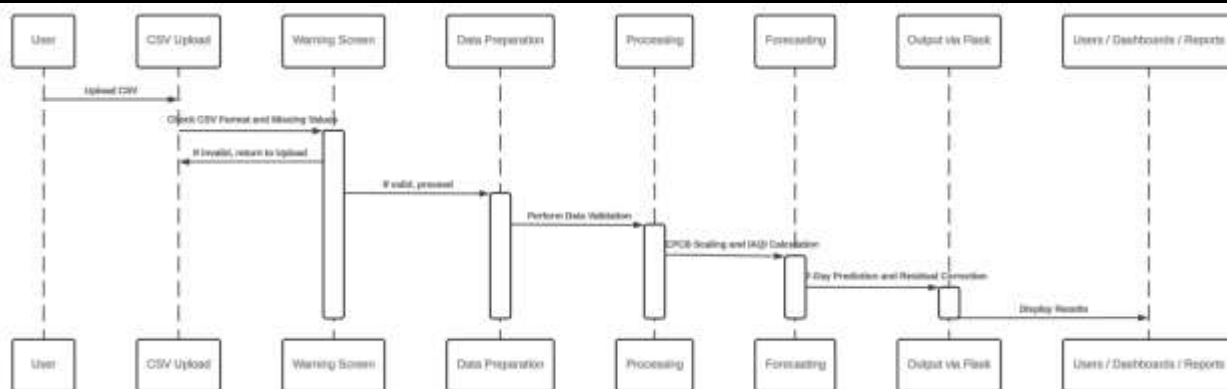 User
CSV Upload
Warning Screen
Data Preparation
Processing
Forecasting
Output via Flask
Users / Dashboards / Reports
Upload CSV
Check CSV Format and Missing Values
If invalid, return to Upload
If valid, proceed
Perform Data Validation
CPCB Scaling and IAQI Calculation
7-Day Prediction and Residual Correction
Display Results
User
CSV Upload
Warning Screen
Data Preparation
Processing
Forecasting
Output via Flask
Users / Dashboards / Reports